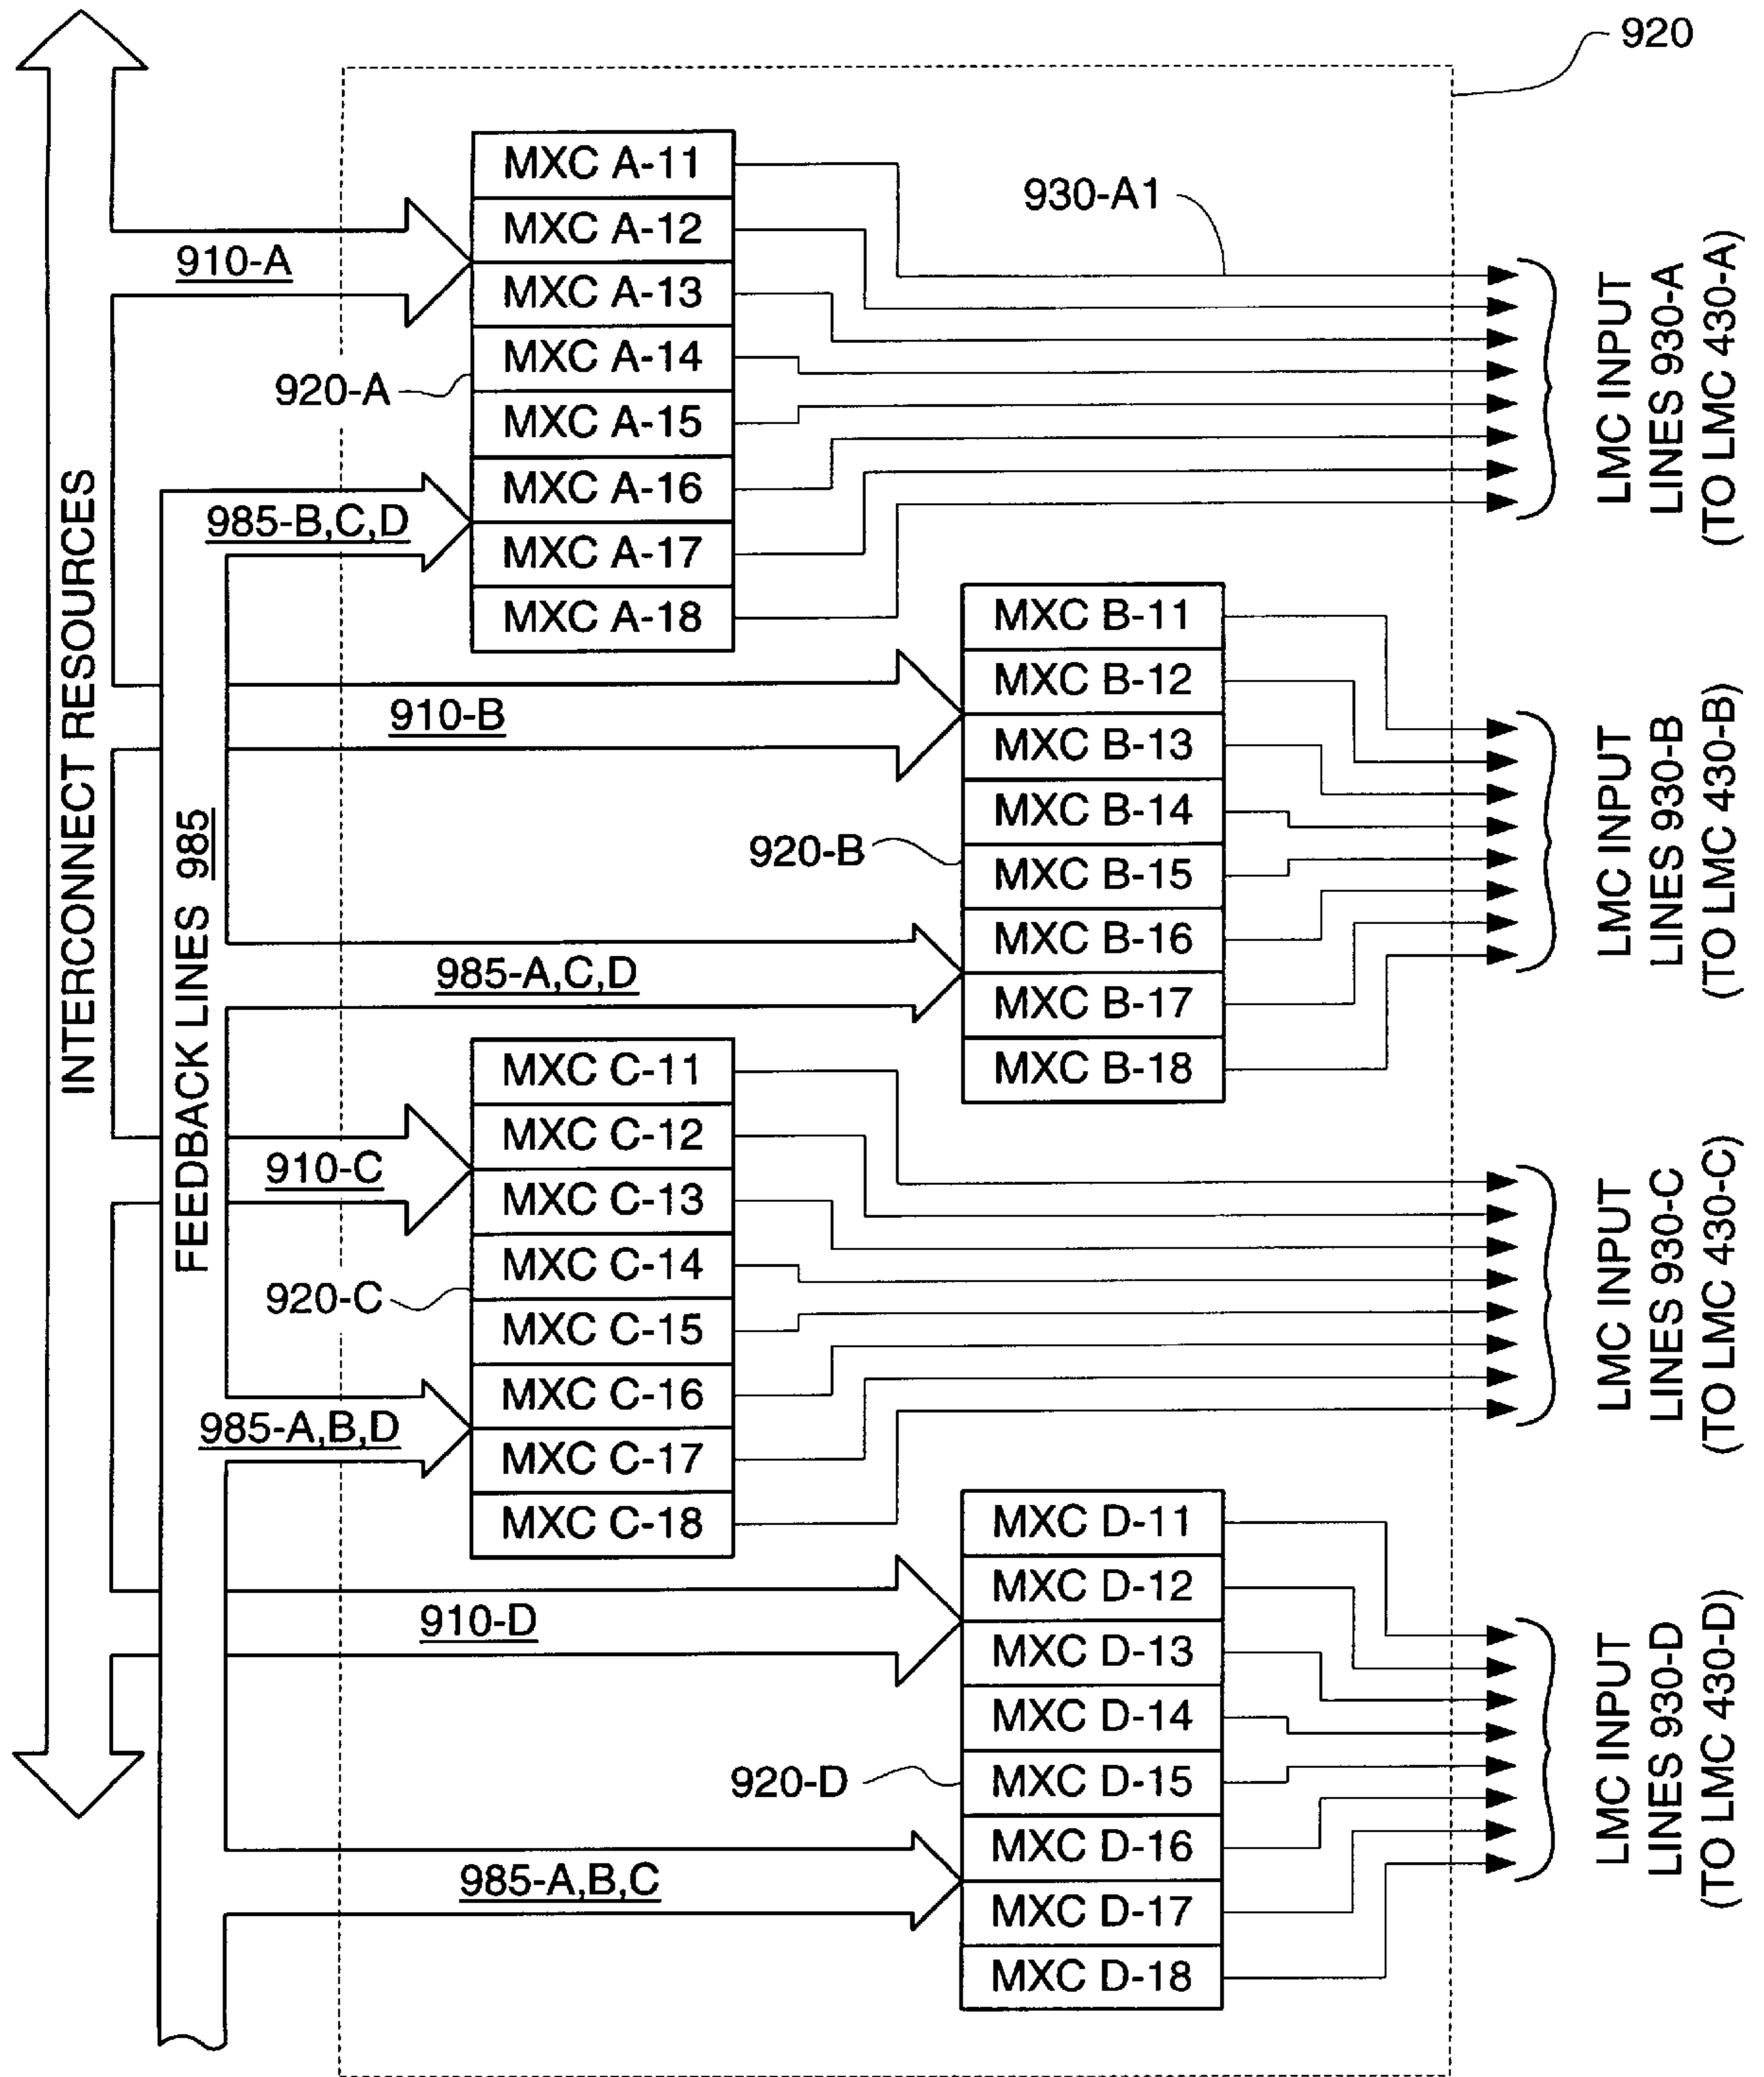 920
MXC A-11
MXC A-12
MXC A-13
MXC A-14
MXC A-15
MXC A-16
MXC A-17
MXC A-18
930-A1
910-A
920-A
985-B,C,D
LMC INPUT
LINES 930-A
(TO LMC 430-A)
INTERCONNECT RESOURCES
FEEDBACK LINES 985
MXC B-11
MXC B-12
MXC B-13
MXC B-14
MXC B-15
MXC B-16
MXC B-17
MXC B-18
910-B
920-B
985-A,C,D
LMC INPUT
LINES 930-B
(TO LMC 430-B)
MXC C-11
MXC C-12
MXC C-13
MXC C-14
MXC C-15
MXC C-16
MXC C-17
MXC C-18
910-C
920-C
985-A,B,D
LMC INPUT
LINES 930-C
(TO LMC 430-C)
MXC D-11
MXC D-12
MXC D-13
MXC D-14
MXC D-15
MXC D-16
MXC D-17
MXC D-18
910-D
920-D
985-A,B,C
LMC INPUT
LINES 930-D
(TO LMC 430-D)